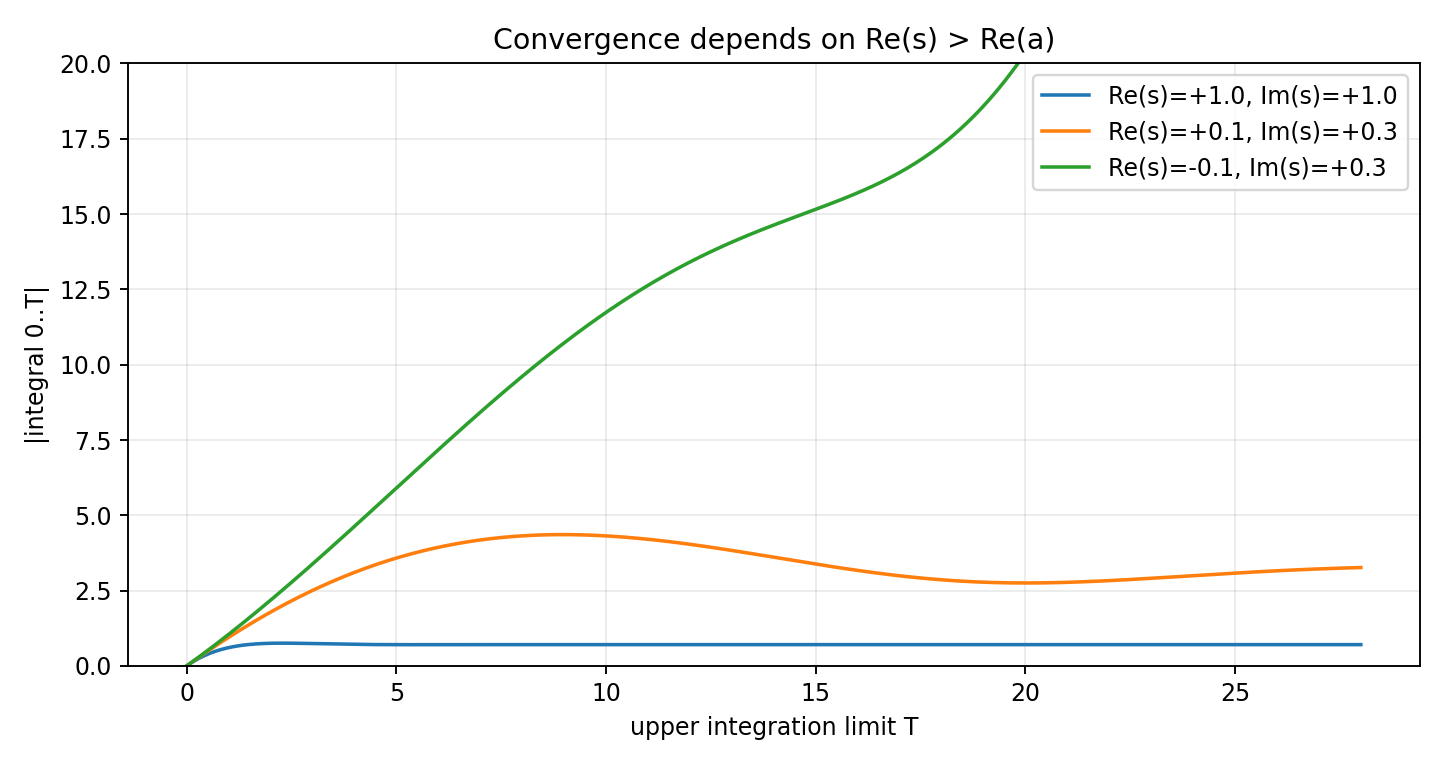 Convergence depends on Re(s) > Re(a)
|integral 0..T|
20.0
17.5
15.0
12.5
10.0
7.5
5.0
2.5
0.0
Re(s)=+1.0, Im(s)=+1.0
Re(s)=+0.1, Im(s)=+0.3
Re(s)=-0.1, Im(s)=+0.3
0 5 10 15 20 25
upper integration limit T